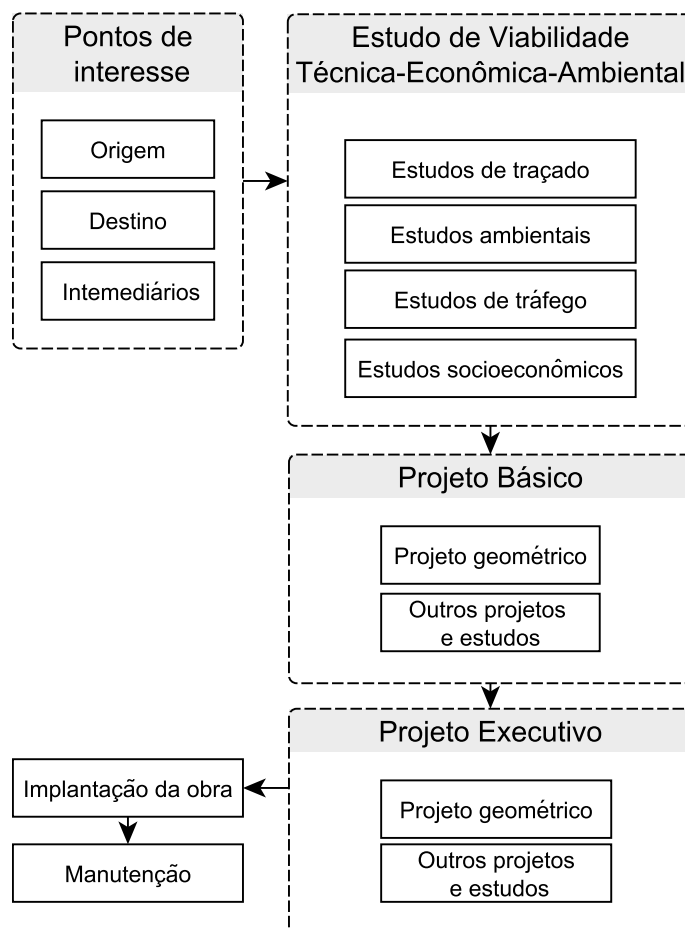 Pontos de
interesse
Origem
Destino
Intemediários
Estudo de Viabilidade
Técnica-Econômica-Ambiental
Estudos de traçado
Estudos ambientais
Estudos de tráfego
Estudos socioeconômicos
Projeto Básico
Projeto geométrico
Outros projetos
e estudos
Projeto Executivo
Projeto geométrico
Outros projetos
e estudos
Implantação da obra
Manutenção